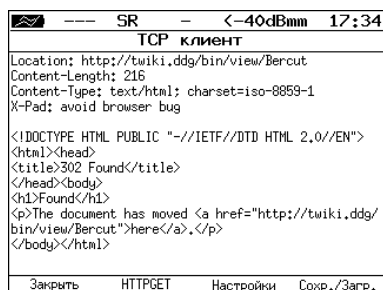 --- SR - <-40dBmm 17:34
TCP клиент
Location: http://twiki.ddg/bin/view/Bercut
Content-Length: 216
Content-Type: text/html; charset=iso-8859-1
X-Pad: avoid browser bug
<!DOCTYPE HTML PUBLIC "-//IETF//DTD HTML 2.0//EN">
<html><head>
<title>302 Found</title>
</head><body>
<h1>Found</h1>
<p>The document has moved <a href="http://twiki.ddg/
bin/view/Bercut">here</a>.</p>
</body></html>
Закрыть HTTPGET Настройки Сохр./Загр.